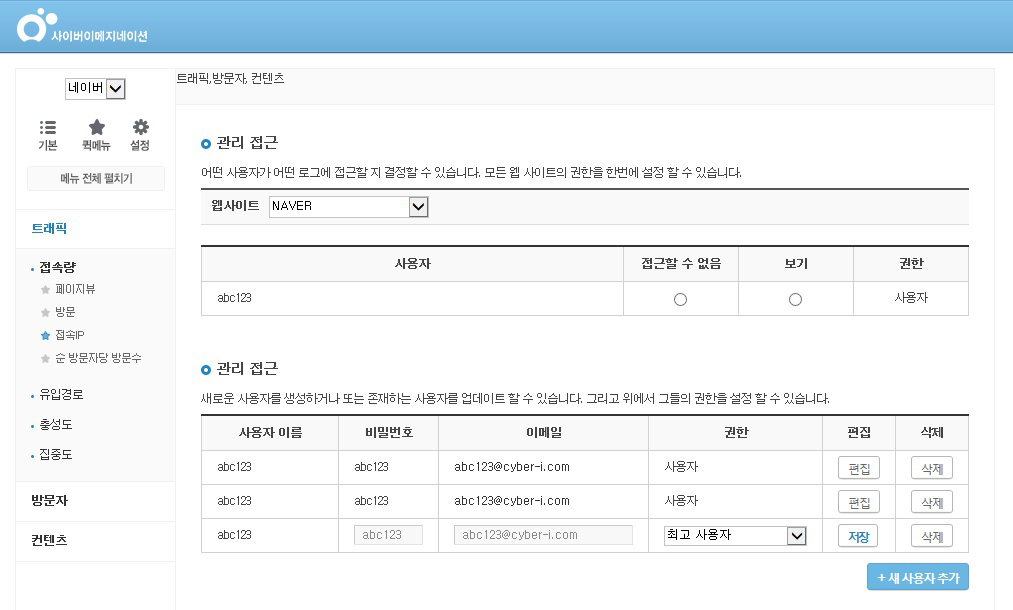 사이버이메지네이션
네이버
기본 퀵메뉴 설정
메뉴 전체 펼치기
트래픽
접속량
페이지뷰
방문
접속IP
순 방문자당 방문수
유입경로
충성도
집중도
방문자
컨텐츠
트래픽,방문자, 컨텐츠
관리 접근
어떤 사용자가 어떤 로그에 접근할 지 결정할 수 있습니다. 모든 웹 사이트의 권한을 한번에 설정 할 수 있습니다.
웹사이트 NAVER
사용자 접근할 수 없음 보기 권한
abc123 사용자
관리 접근
새로운 사용자를 생성하거나 또는 존재하는 사용자를 업데이트 할 수 있습니다. 그리고 위에서 그들의 권한을 설정 할 수 있습니다.
사용자 이름 비밀번호 이메일 권한 편집 삭제
abc123 abc123 abc123@cyber-i.com 사용자 편집 삭제
abc123 abc123 abc123@cyber-i.com 사용자 편집 삭제
abc123 abc123 abc123@cyber-i.com 최고 사용자 저장 삭제
+ 새 사용자 추가